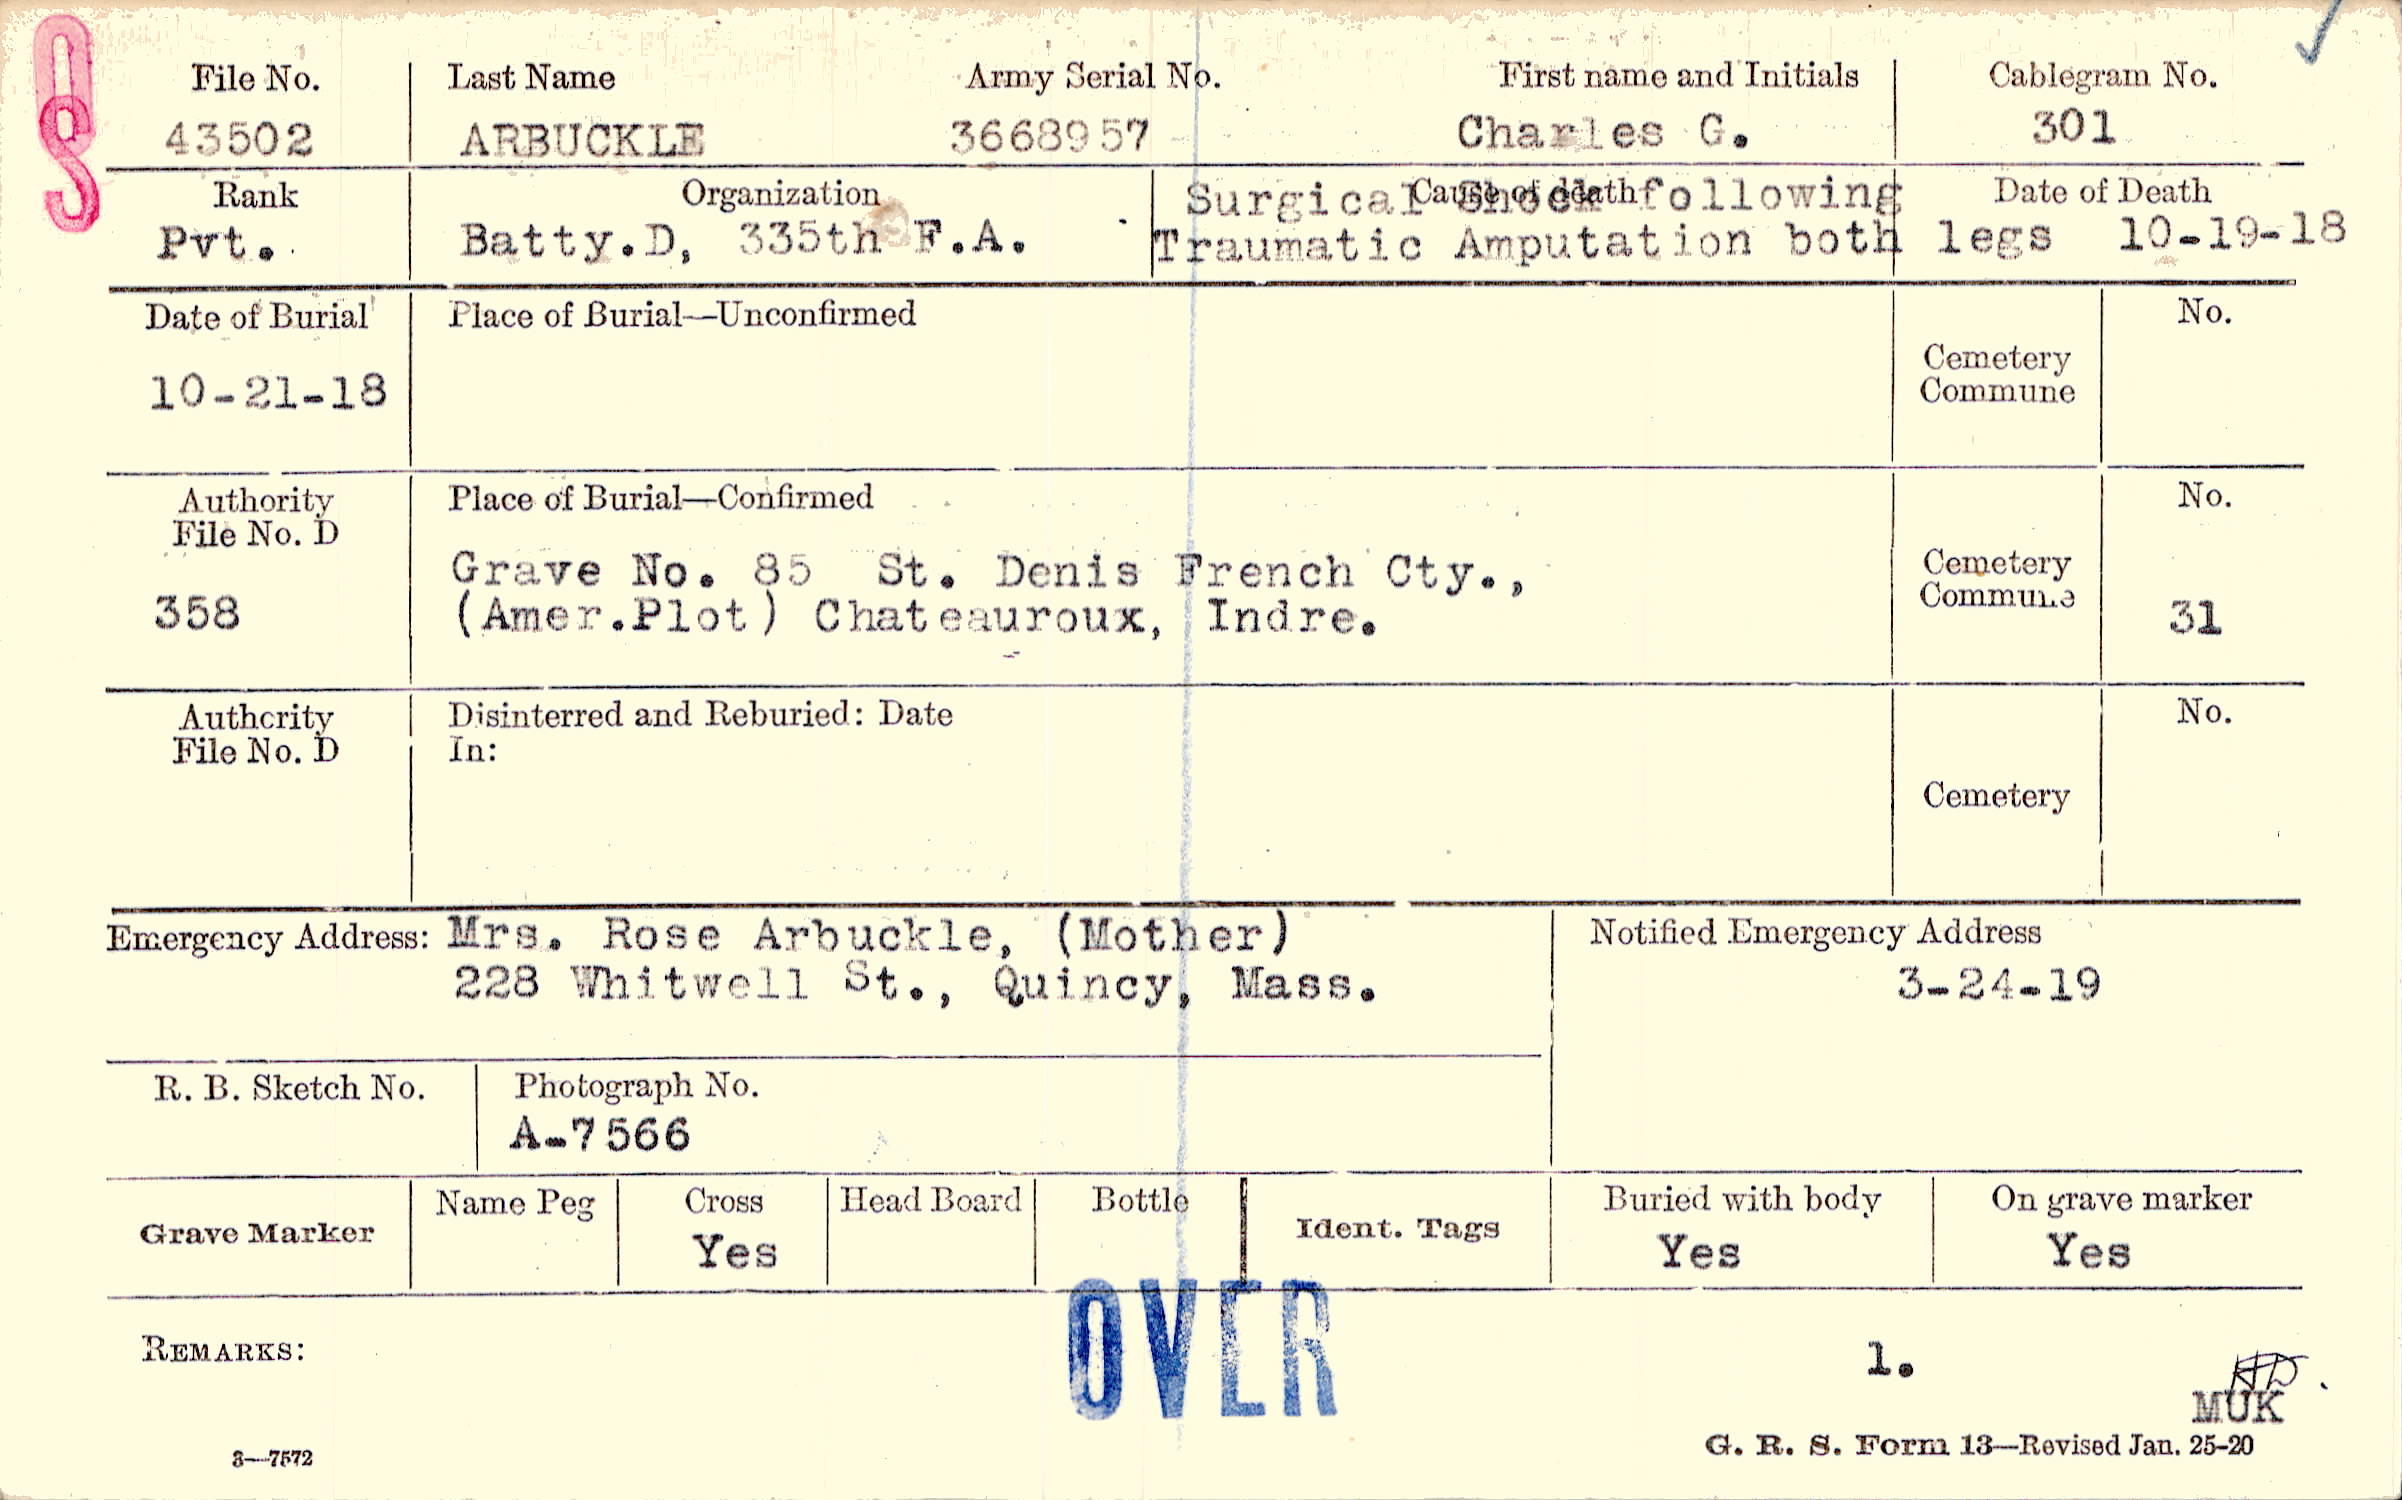 OS
File No. Last Name Army Serial No. First name and Initials Cablegram No.
43502 ARBUCKLE 3668957 Charles G. 301
Rank Organization Cause of death Date of Death
Surgical Shock following
Pvt. Batty.D, 335th F.A. Traumatic Amputation both legs 10-19-18
Date of Burial Place of Burial—Unconfirmed No.
Cemetery
Commune
10-21-18
Authority Place of Burial—Confirmed No.
File No. D
Grave No. 85 St. Denis French Cty., Cemetery
358 (Amer.Plot) Chateauroux, Indre. Commune 31
Authority Disinterred and Reburied: Date No.
File No. D In:
Cemetery
Emergency Address: Mrs. Rose Arbuckle, (Mother) Notified Emergency Address
228 Whitwell St., Quincy, Mass. 3-24-19
R. B. Sketch No. Photograph No.
A-7566
Grave Marker Name Peg Cross Head Board Bottle Ident. Tags Buried with body On grave marker
Yes Yes Yes
OVER
REMARKS: 1.
MUK
3—7572 G. R. S. Form 13—Revised Jan. 25-20